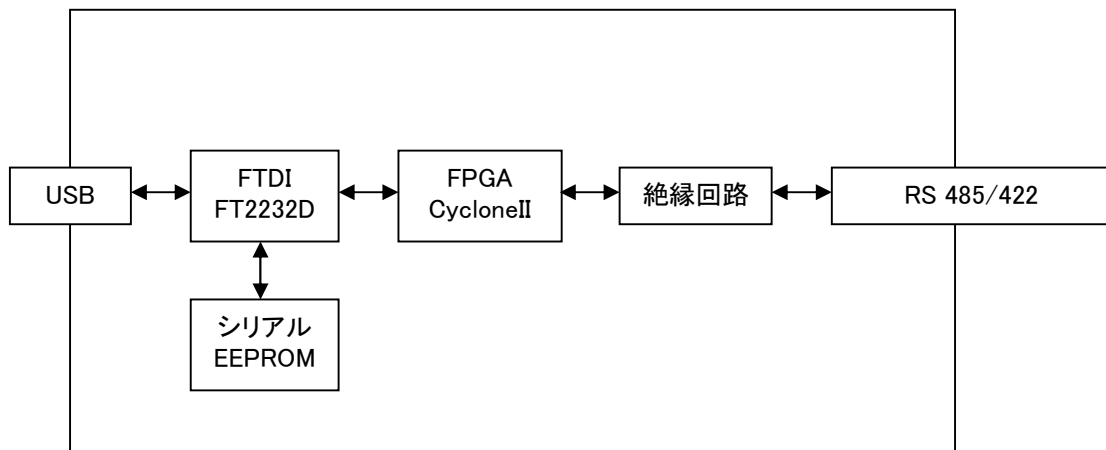 USB
FTDI
FT2232D
FPGA
CycloneII
絶縁回路
RS 485/422
シリアル
EEPROM